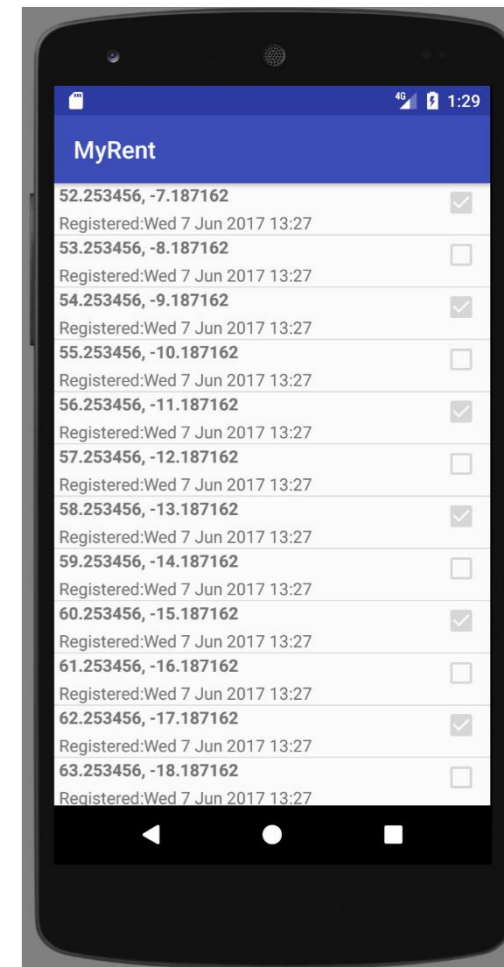 4G 1:29
MyRent
52.253456, -7.187162
Registered:Wed 7 Jun 2017 13:27
53.253456, -8.187162
Registered:Wed 7 Jun 2017 13:27
54.253456, -9.187162
Registered:Wed 7 Jun 2017 13:27
55.253456, -10.187162
Registered:Wed 7 Jun 2017 13:27
56.253456, -11.187162
Registered:Wed 7 Jun 2017 13:27
57.253456, -12.187162
Registered:Wed 7 Jun 2017 13:27
58.253456, -13.187162
Registered:Wed 7 Jun 2017 13:27
59.253456, -14.187162
Registered:Wed 7 Jun 2017 13:27
60.253456, -15.187162
Registered:Wed 7 Jun 2017 13:27
61.253456, -16.187162
Registered:Wed 7 Jun 2017 13:27
62.253456, -17.187162
Registered:Wed 7 Jun 2017 13:27
63.253456, -18.187162
Registered:Wed 7 Jun 2017 13:27